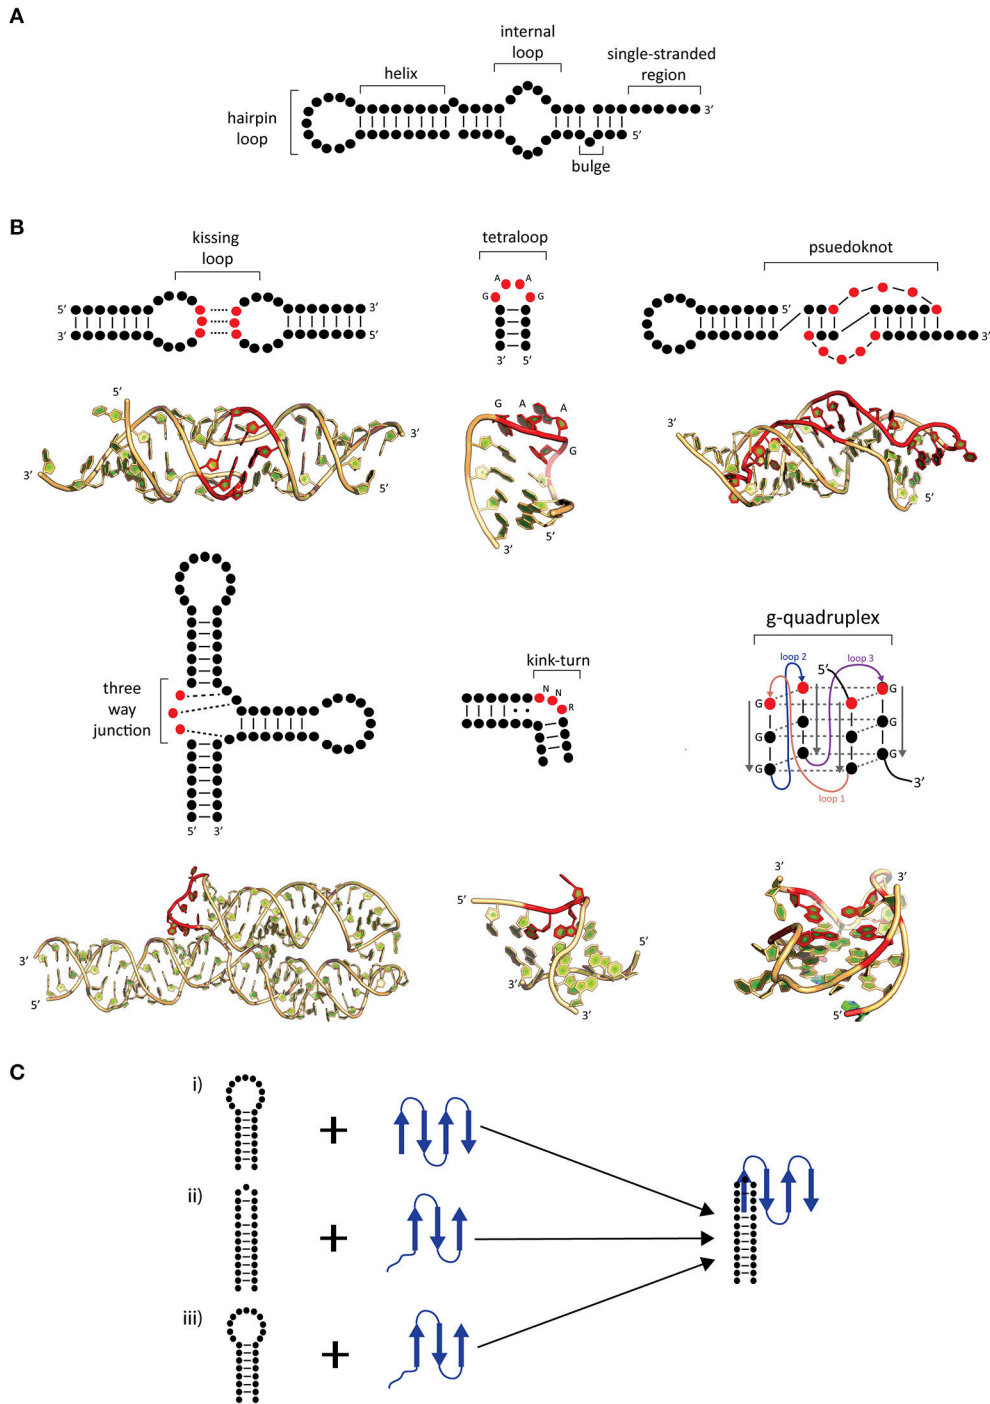 A
internal
loop
single-stranded
region
helix
3′
hairpin
loop
5′
bulge
B
kissing
loop
tetraloop
psuedoknot
A A
G G
5′ 3′
3′ 5′
5′
3′
3′ 5′
5′
3′
3′
5′
G A A
G
5′
3′
3′
5′
three
way
junction
5′ 3′
kink-turn
N
N
R
g-quadruplex
loop 2
5′
loop 3
G G
G
G G
loop 1
3′
3′
5′
5′
5′
3′
3′
3′
3′
5′
C
i)
+
ii)
+
iii)
+